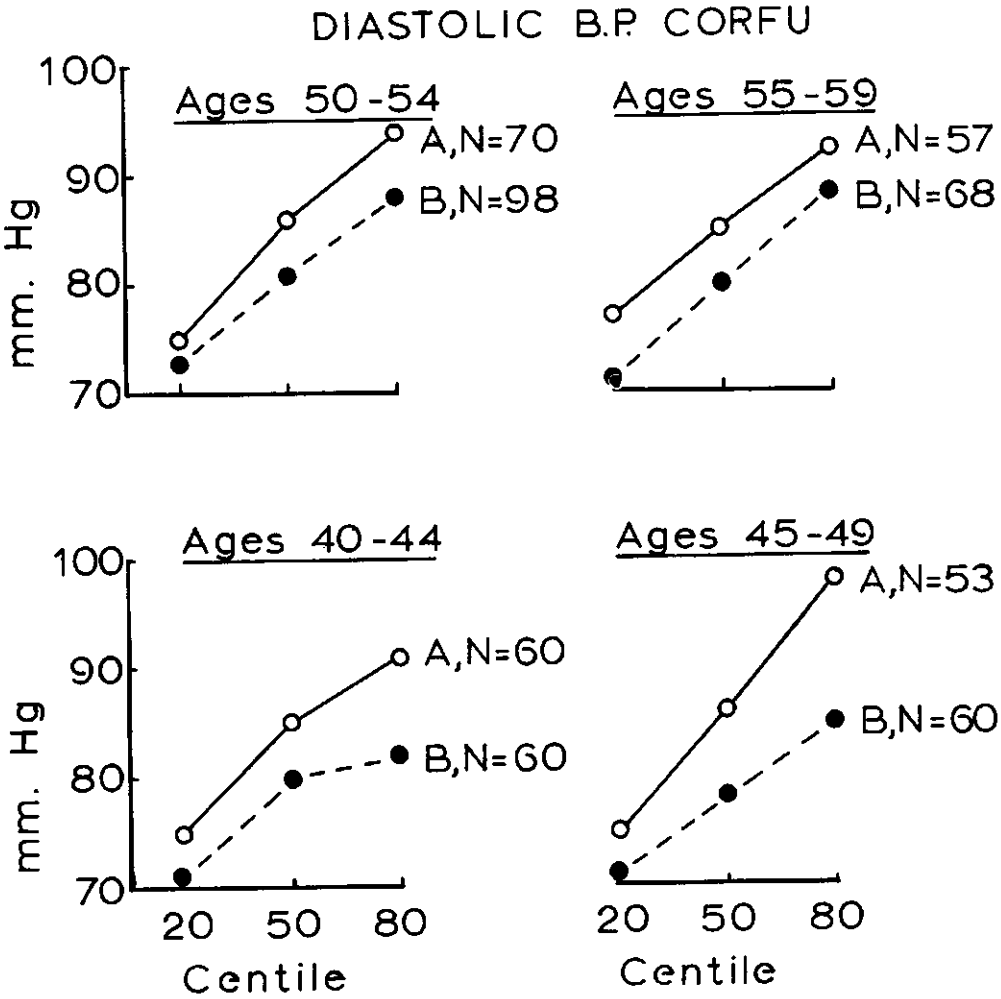 DIASTOLIC B.P. CORFU
100
90
80
70
mm. Hg
Ages 50-54
A,N=70
B,N=98
Ages 55-59
A,N=57
B,N=68
100
90
80
70
mm. Hg
Ages 40-44
A,N=60
B,N=60
20 50 80
Centile
Ages 45-49
A,N=53
B,N=60
20 50 80
Centile